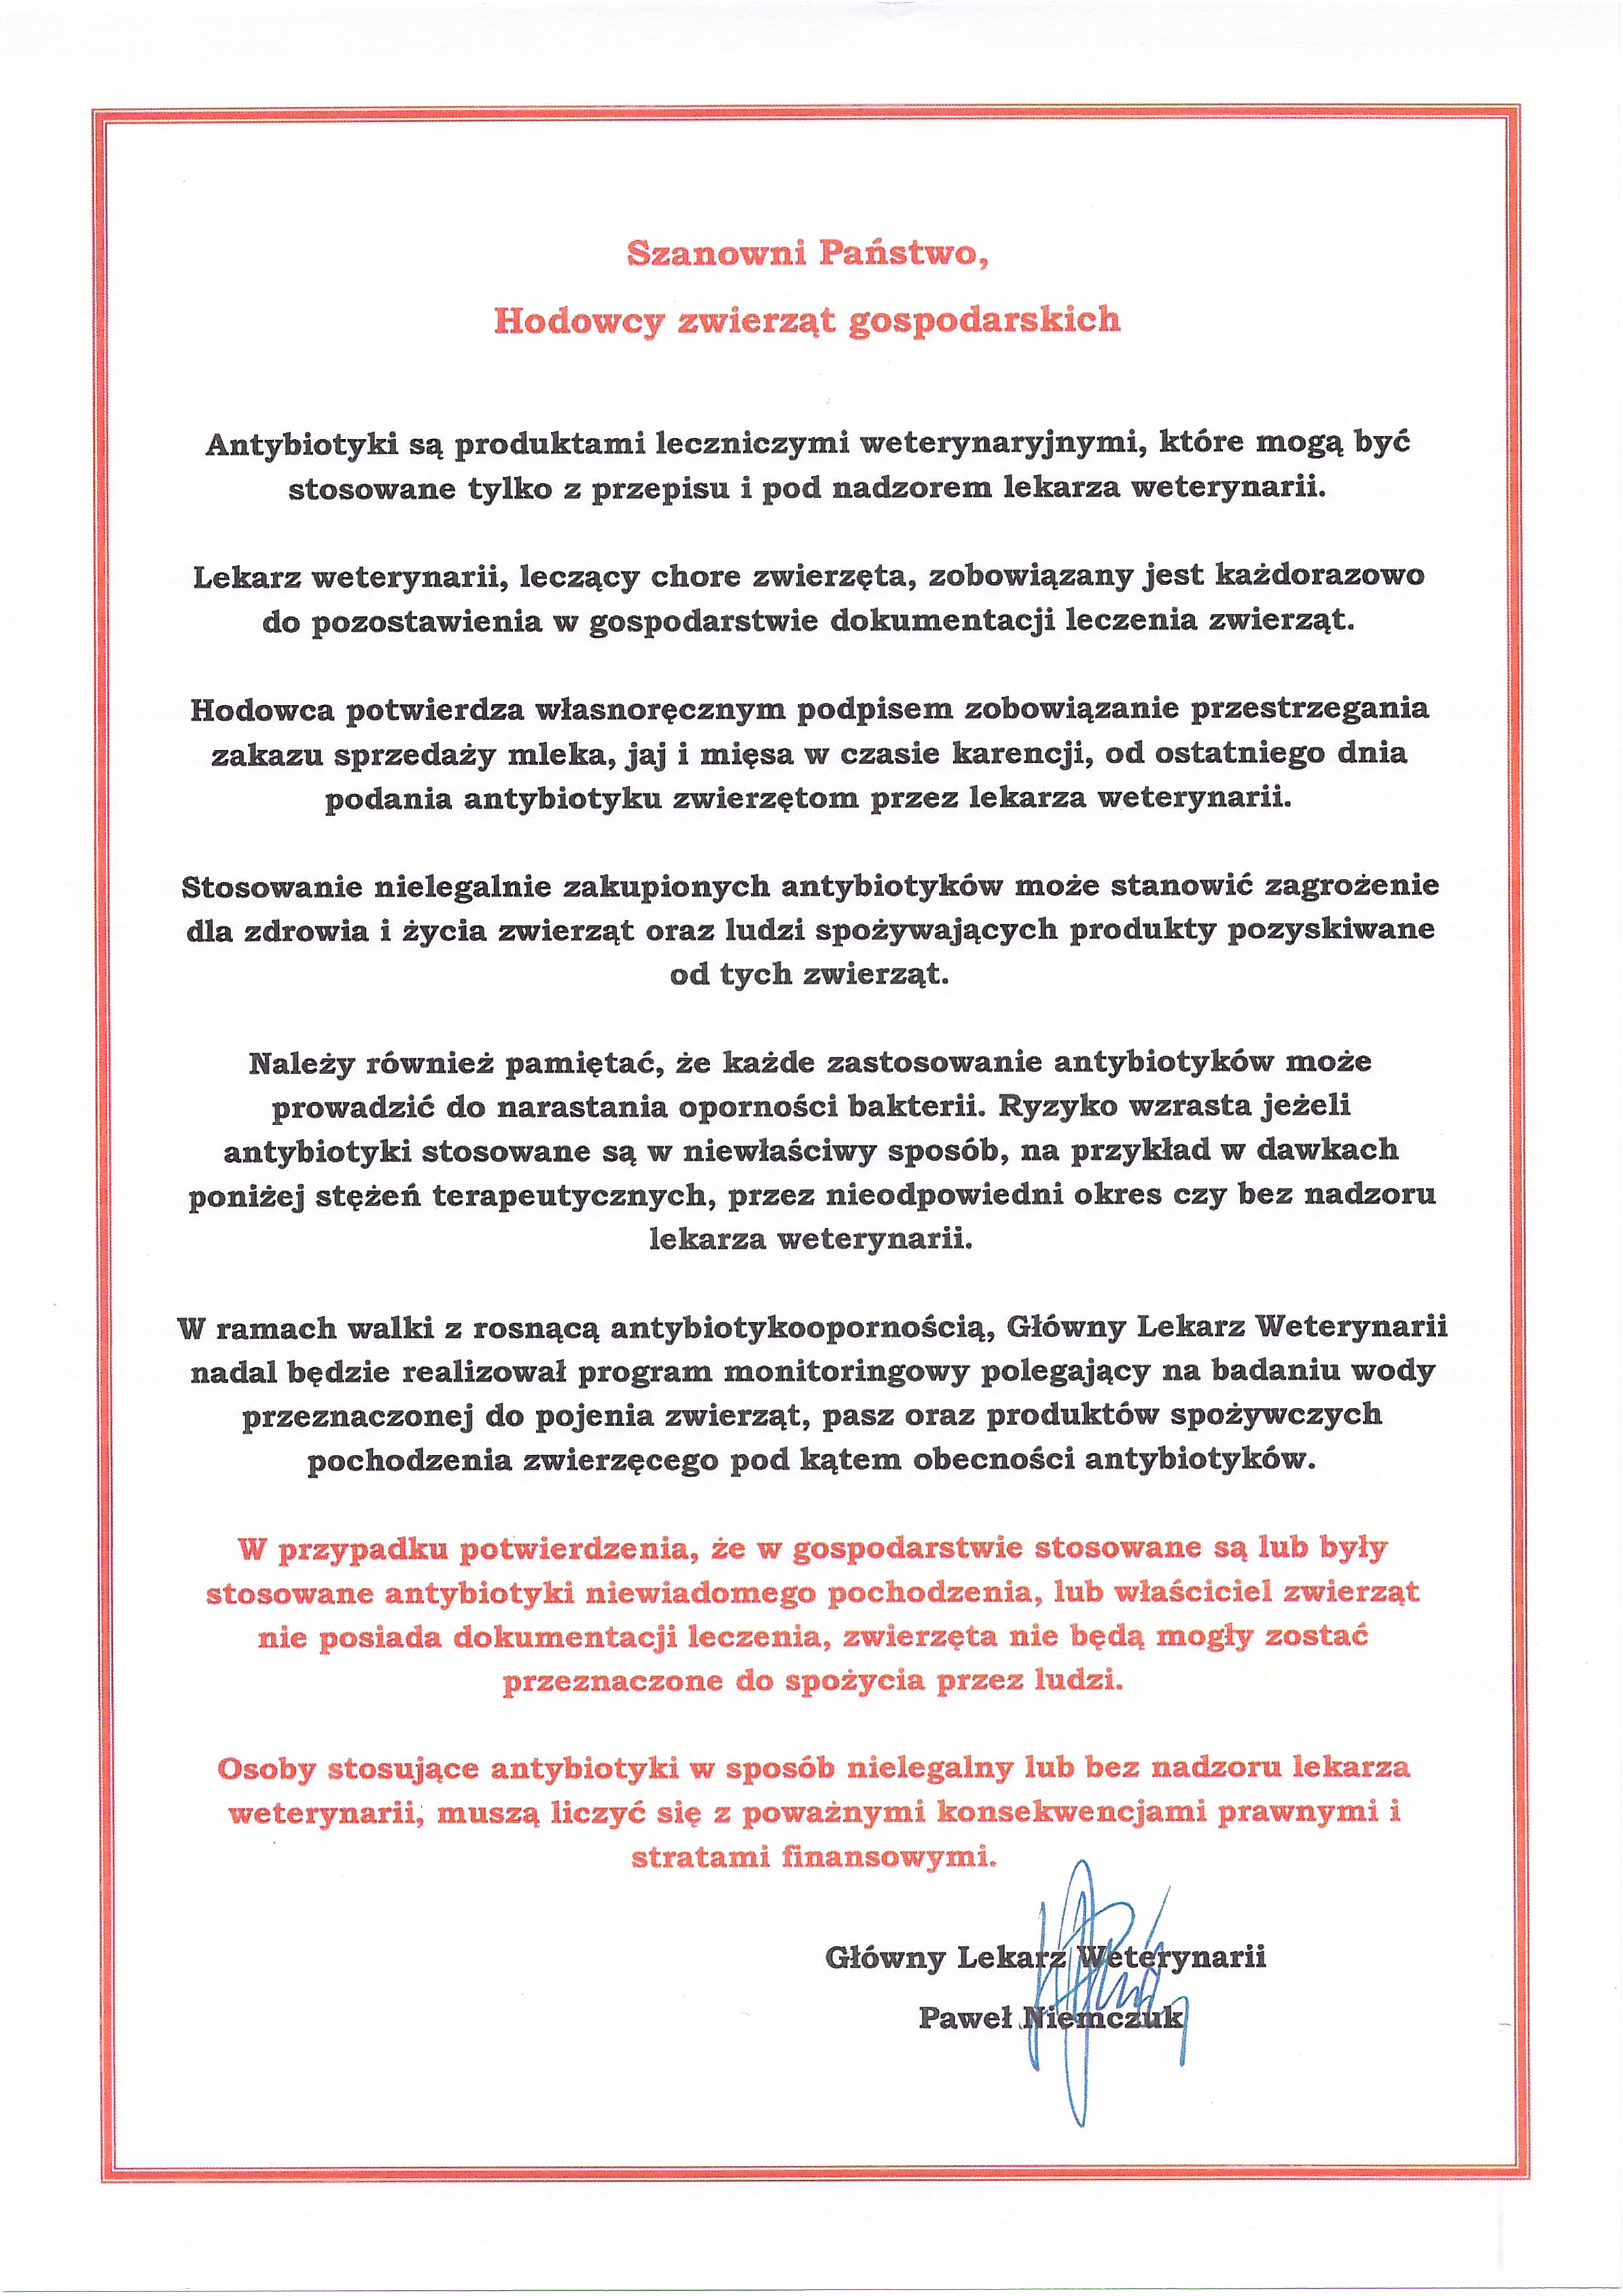 Szanowni Państwo,
Hodowcy zwierząt gospodarskich
Antybiotyki są produktami leczniczymi weterynaryjnymi, które mogą być
stosowane tylko z przepisu i pod nadzorem lekarza weterynarii.
Lekarz weterynarii, leczący chore zwierzęta, zobowiązany jest każdorazowo
do pozostawienia w gospodarstwie dokumentacji leczenia zwierząt.
Hodowca potwierdza własnoręcznym podpisem zobowiązanie przestrzegania
zakazu sprzedaży mleka, jaj i mięsa w czasie karencji, od ostatniego dnia
podania antybiotyku zwierzętom przez lekarza weterynarii.
Stosowanie nielegalnie zakupionych antybiotyków może stanowić zagrożenie
dla zdrowia i życia zwierząt oraz ludzi spożywających produkty pozyskiwane
od tych zwierząt.
Należy również pamiętać, że każde zastosowanie antybiotyków może
prowadzić do narastania oporności bakterii. Ryzyko wzrasta jeżeli
antybiotyki stosowane są w niewłaściwy sposób, na przykład w dawkach
poniżej stężeń terapeutycznych, przez nieodpowiedni okres czy bez nadzoru
lekarza weterynarii.
W ramach walki z rosnącą antybiotykoopornością, Główny Lekarz Weterynarii
nadal będzie realizował program monitoringowy polegający na badaniu wody
przeznaczonej do pojenia zwierząt, pasz oraz produktów spożywczych
pochodzenia zwierzęcego pod kątem obecności antybiotyków.
W przypadku potwierdzenia, że w gospodarstwie stosowane są lub były
stosowane antybiotyki niewiadomego pochodzenia, lub właściciel zwierząt
nie posiada dokumentacji leczenia, zwierzęta nie będą mogły zostać
przeznaczone do spożycia przez ludzi.
Osoby stosujące antybiotyki w sposób nielegalny lub bez nadzoru lekarza
weterynarii, muszą liczyć się z poważnymi konsekwencjami prawnymi i
stratami finansowymi.
Główny Lekarz Weterynarii
Paweł Niemczuk